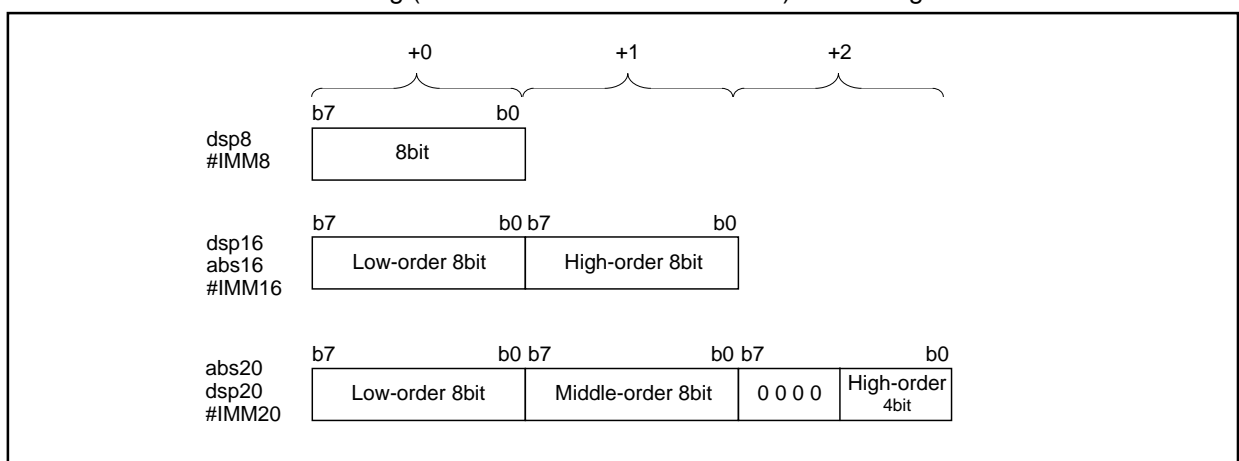 +0 +1 +2
b7 b0
dsp8
#IMM8
8bit
b7 b0 b7 b0
dsp16
abs16
#IMM16
Low-order 8bit High-order 8bit
b7 b0 b7 b0 b7 b0
abs20
dsp20
#IMM20
Low-order 8bit Middle-order 8bit 0 0 0 0 High-order
4bit